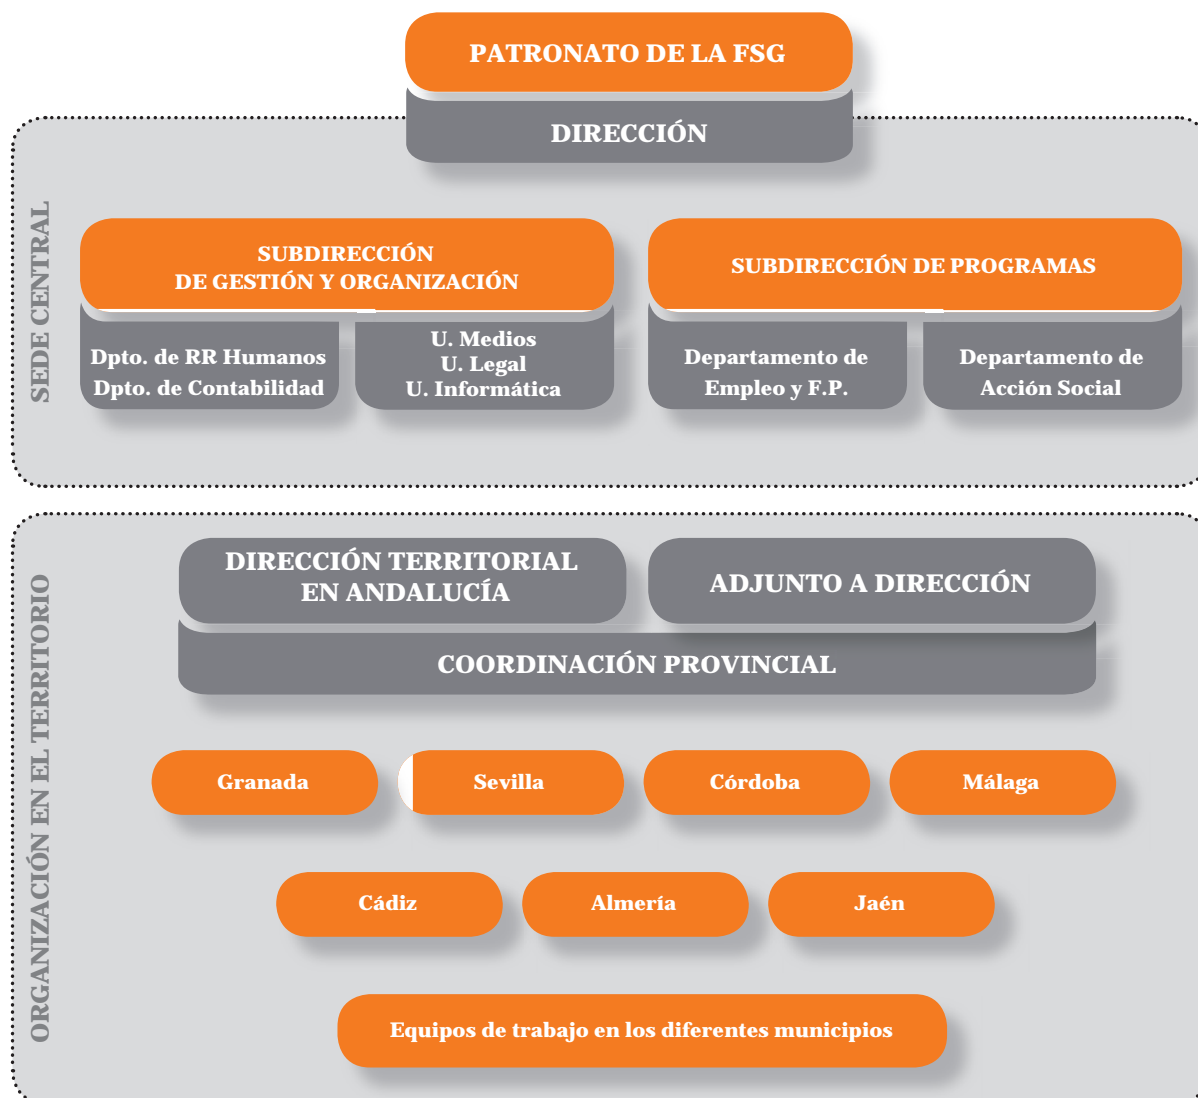 PATRONATO DE LA FSG
DIRECCIÓN
SEDE CENTRAL
SUBDIRECCIÓN
DE GESTIÓN Y ORGANIZACIÓN
Dpto. de RR Humanos
Dpto. de Contabilidad
U. Medios
U. Legal
U. Informática
SUBDIRECCIÓN DE PROGRAMAS
Departamento de
Empleo y F.P.
Departamento de
Acción Social
ORGANIZACIÓN EN EL TERRITORIO
DIRECCIÓN TERRITORIAL
EN ANDALUCÍA
ADJUNTO A DIRECCIÓN
COORDINACIÓN PROVINCIAL
Granada
Sevilla
Córdoba
Málaga
Cádiz
Almería
Jaén
Equipos de trabajo en los diferentes municipios